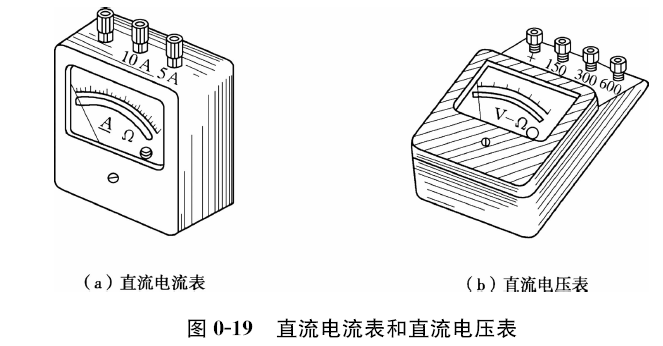 10 A 5 A
A Ω
+ 150 300 600
V-Ω
(a) 直流电流表
(b) 直流电压表
图 0-19 直流电流表和直流电压表